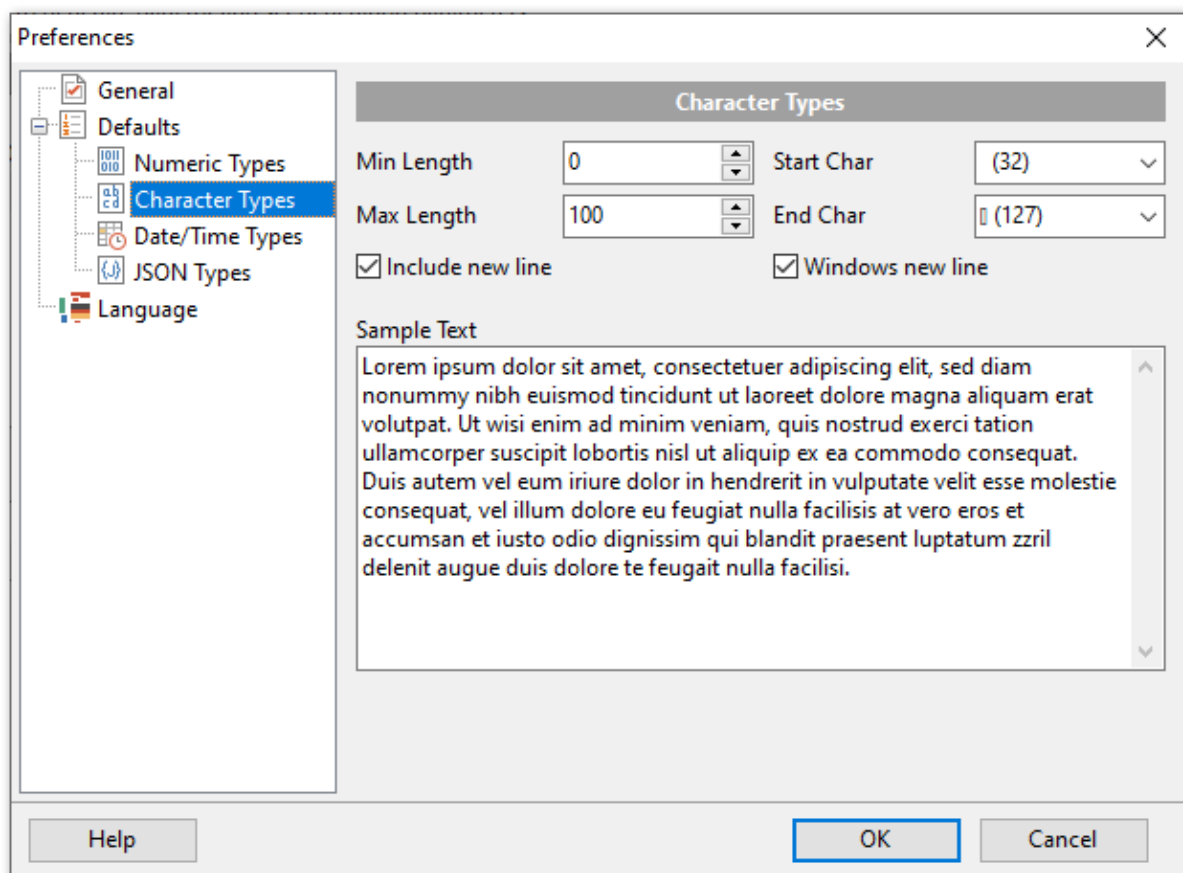 Preferences
General
Defaults
Numeric Types
Character Types
Date/Time Types
JSON Types
Language
Character Types
Min Length 0 Start Char (32)
Max Length 100 End Char ▯ (127)
Include new line Windows new line
Sample Text
Lorem ipsum dolor sit amet, consectetuer adipiscing elit, sed diam
nonummy nibh euismod tincidunt ut laoreet dolore magna aliquam erat
volutpat. Ut wisi enim ad minim veniam, quis nostrud exerci tation
ullamcorper suscipit lobortis nisl ut aliquip ex ea commodo consequat.
Duis autem vel eum iriure dolor in hendrerit in vulputate velit esse molestie
consequat, vel illum dolore eu feugiat nulla facilisis at vero eros et
accumsan et iusto odio dignissim qui blandit praesent luptatum zzril
delenit augue duis dolore te feugait nulla facilisi.
Help OK Cancel